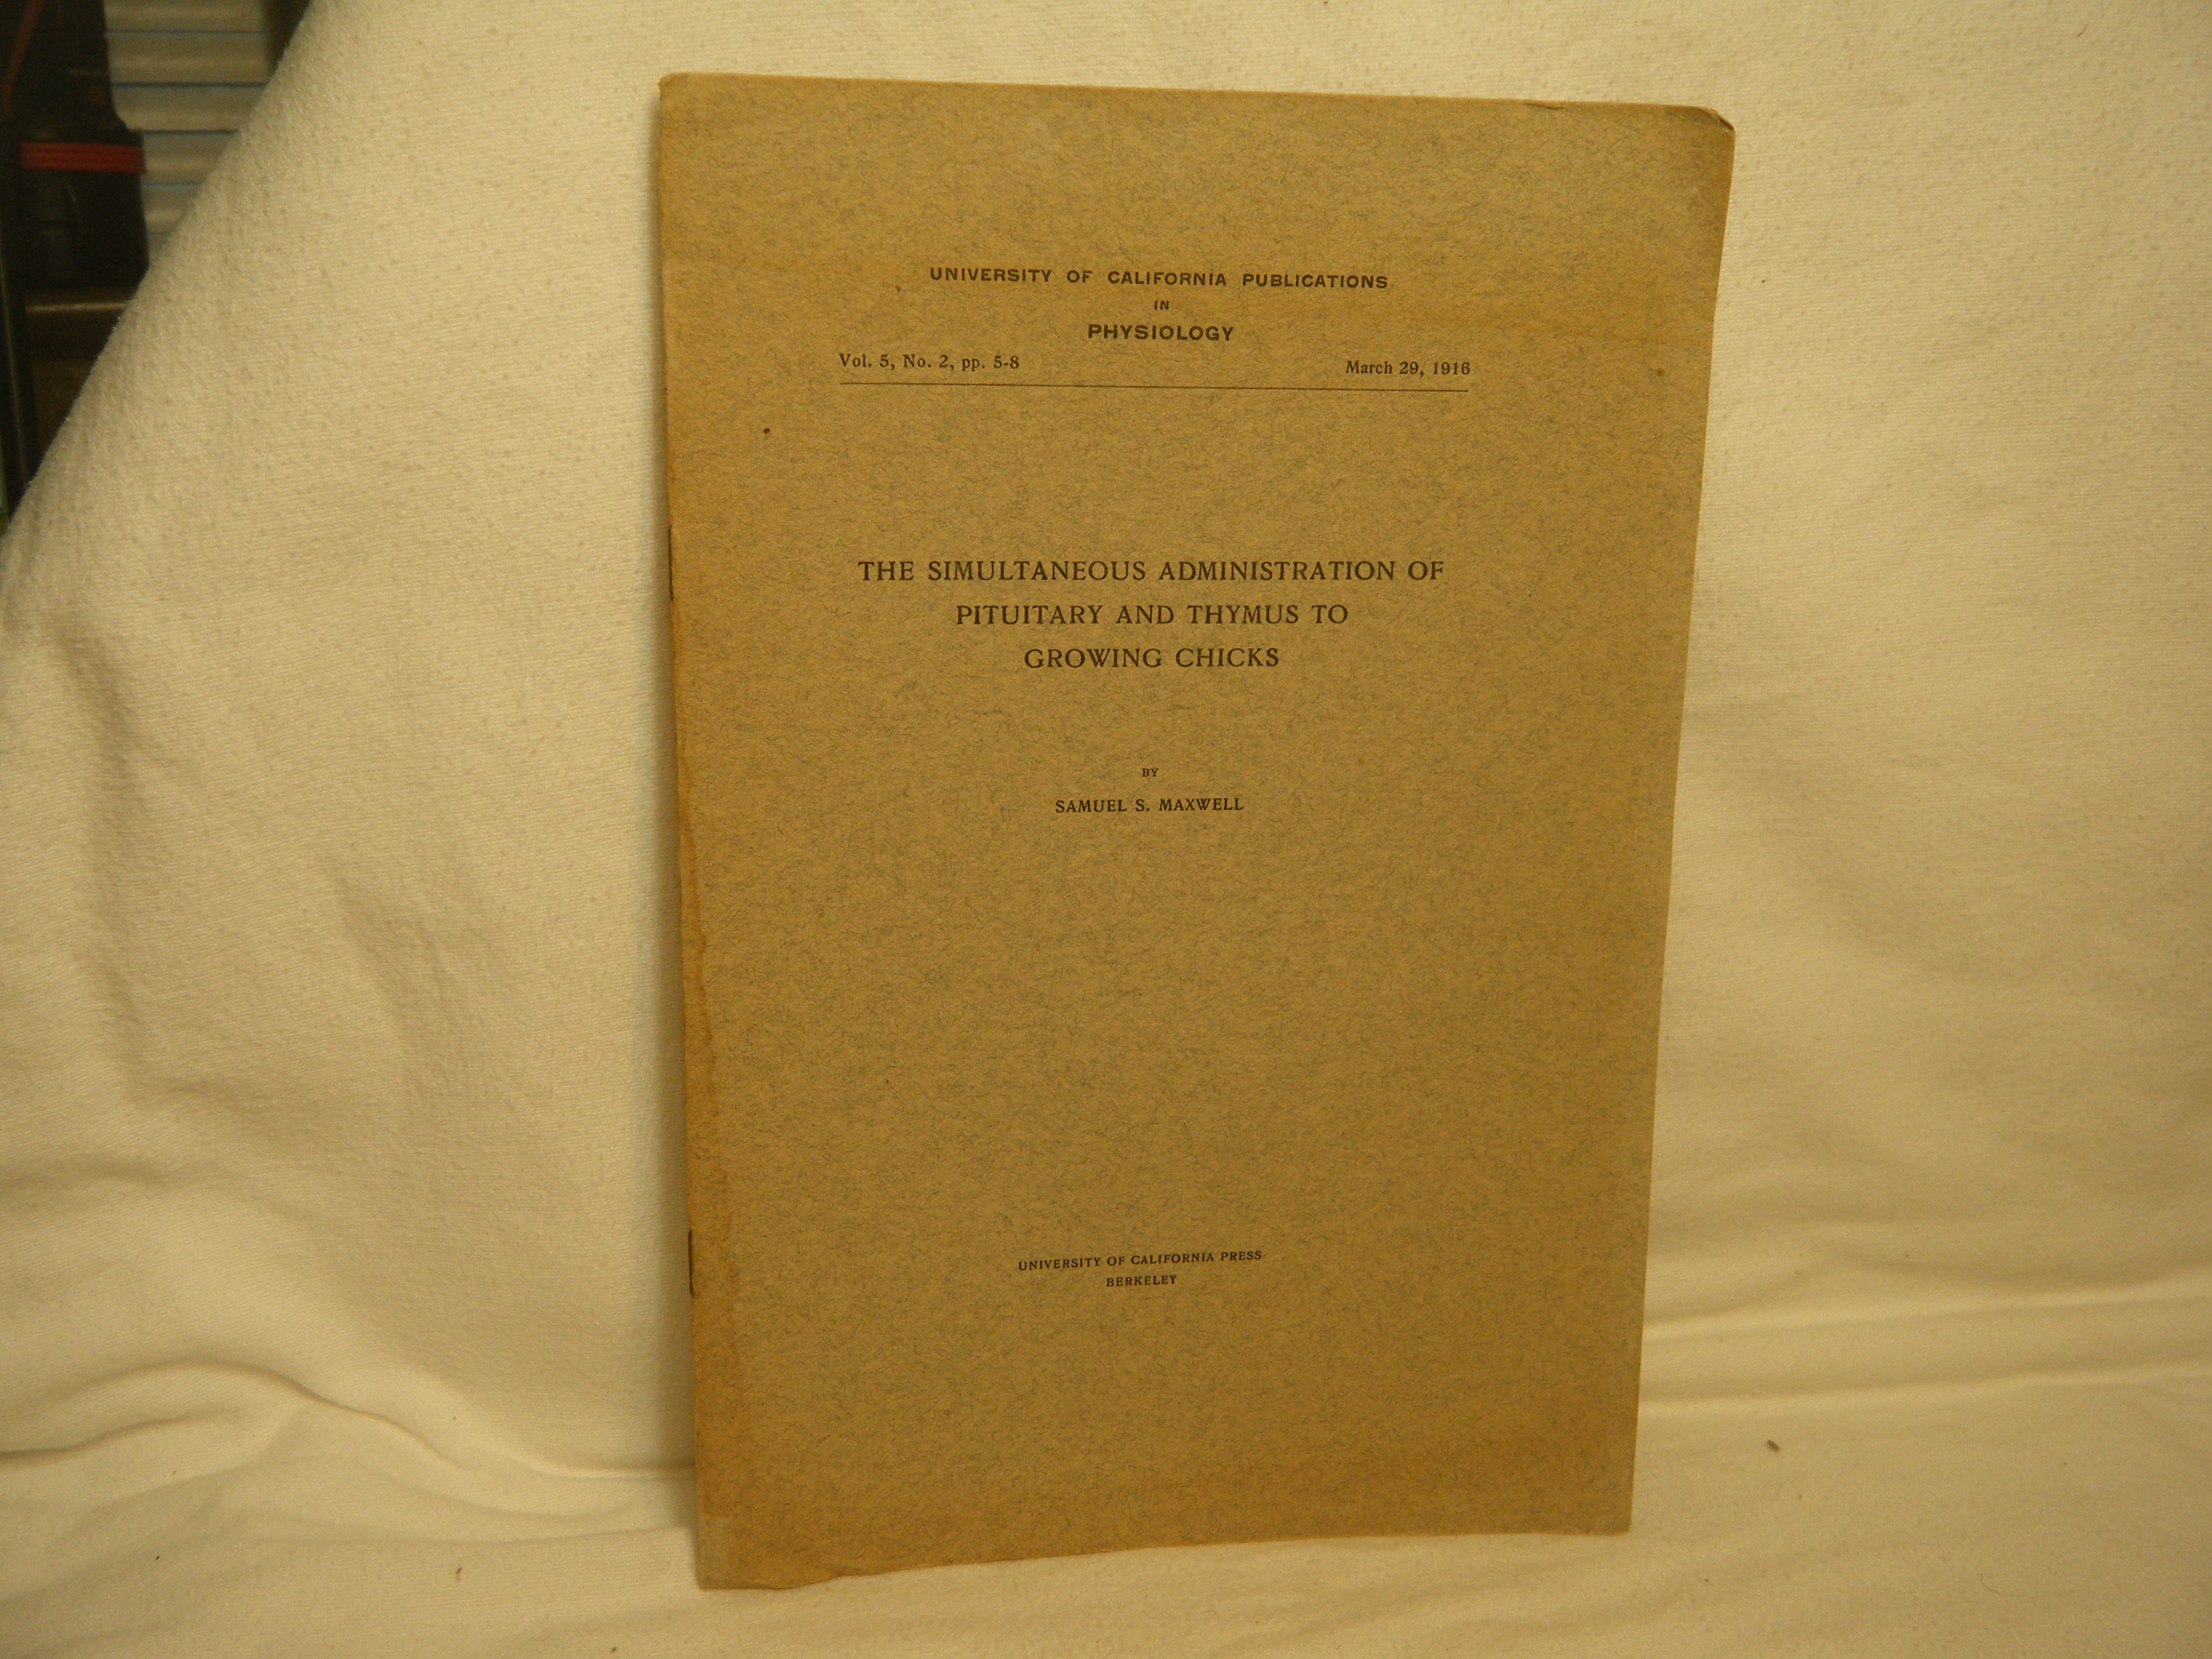 UNIVERSITY OF CALIFORNIA PUBLICATIONS
IN
PHYSIOLOGY
Vol. 5, No. 2, pp. 5-8 March 29, 1916
THE SIMULTANEOUS ADMINISTRATION OF
PITUITARY AND THYMUS TO
GROWING CHICKS
BY
SAMUEL S. MAXWELL
UNIVERSITY OF CALIFORNIA PRESS
BERKELEY